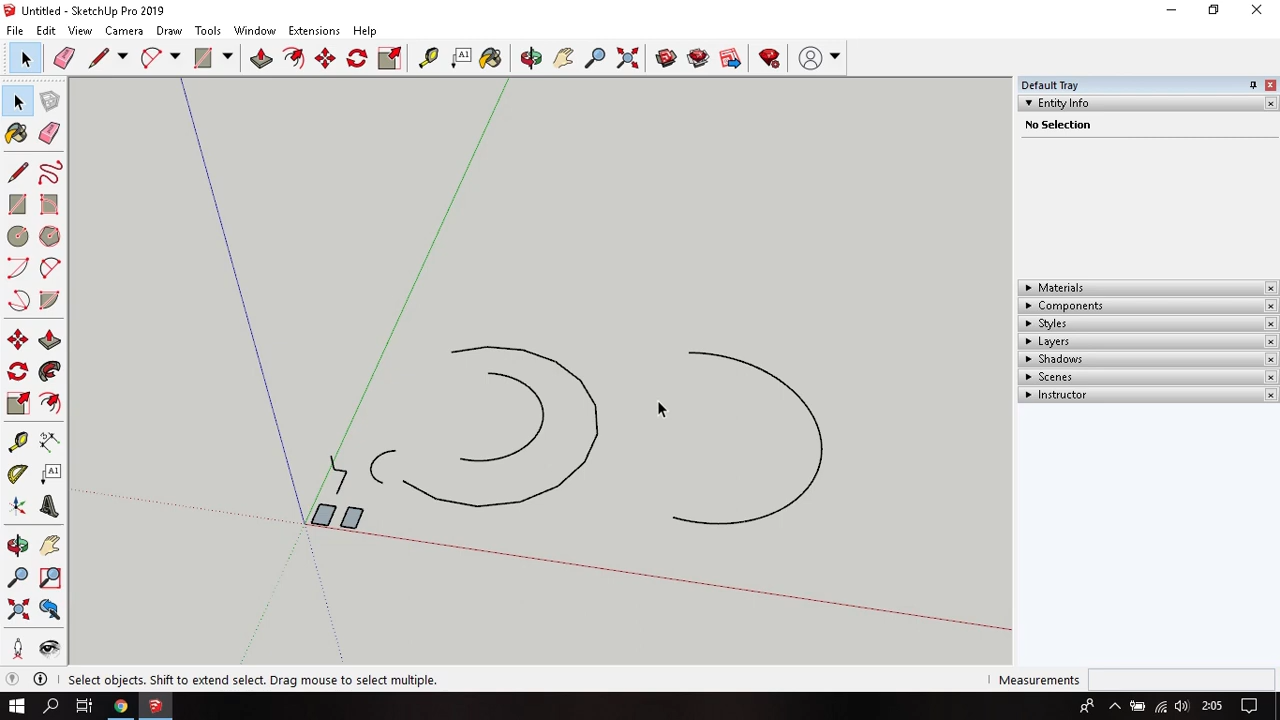 Untitled - SketchUp Pro 2019
File Edit View Camera Draw Tools Window Extensions Help
A1
Default Tray
Entity Info
No Selection
Materials
Components
Styles
Layers
Shadows
Scenes
Instructor
A1
Select objects. Shift to extend select. Drag mouse to select multiple.
Measurements
2:05